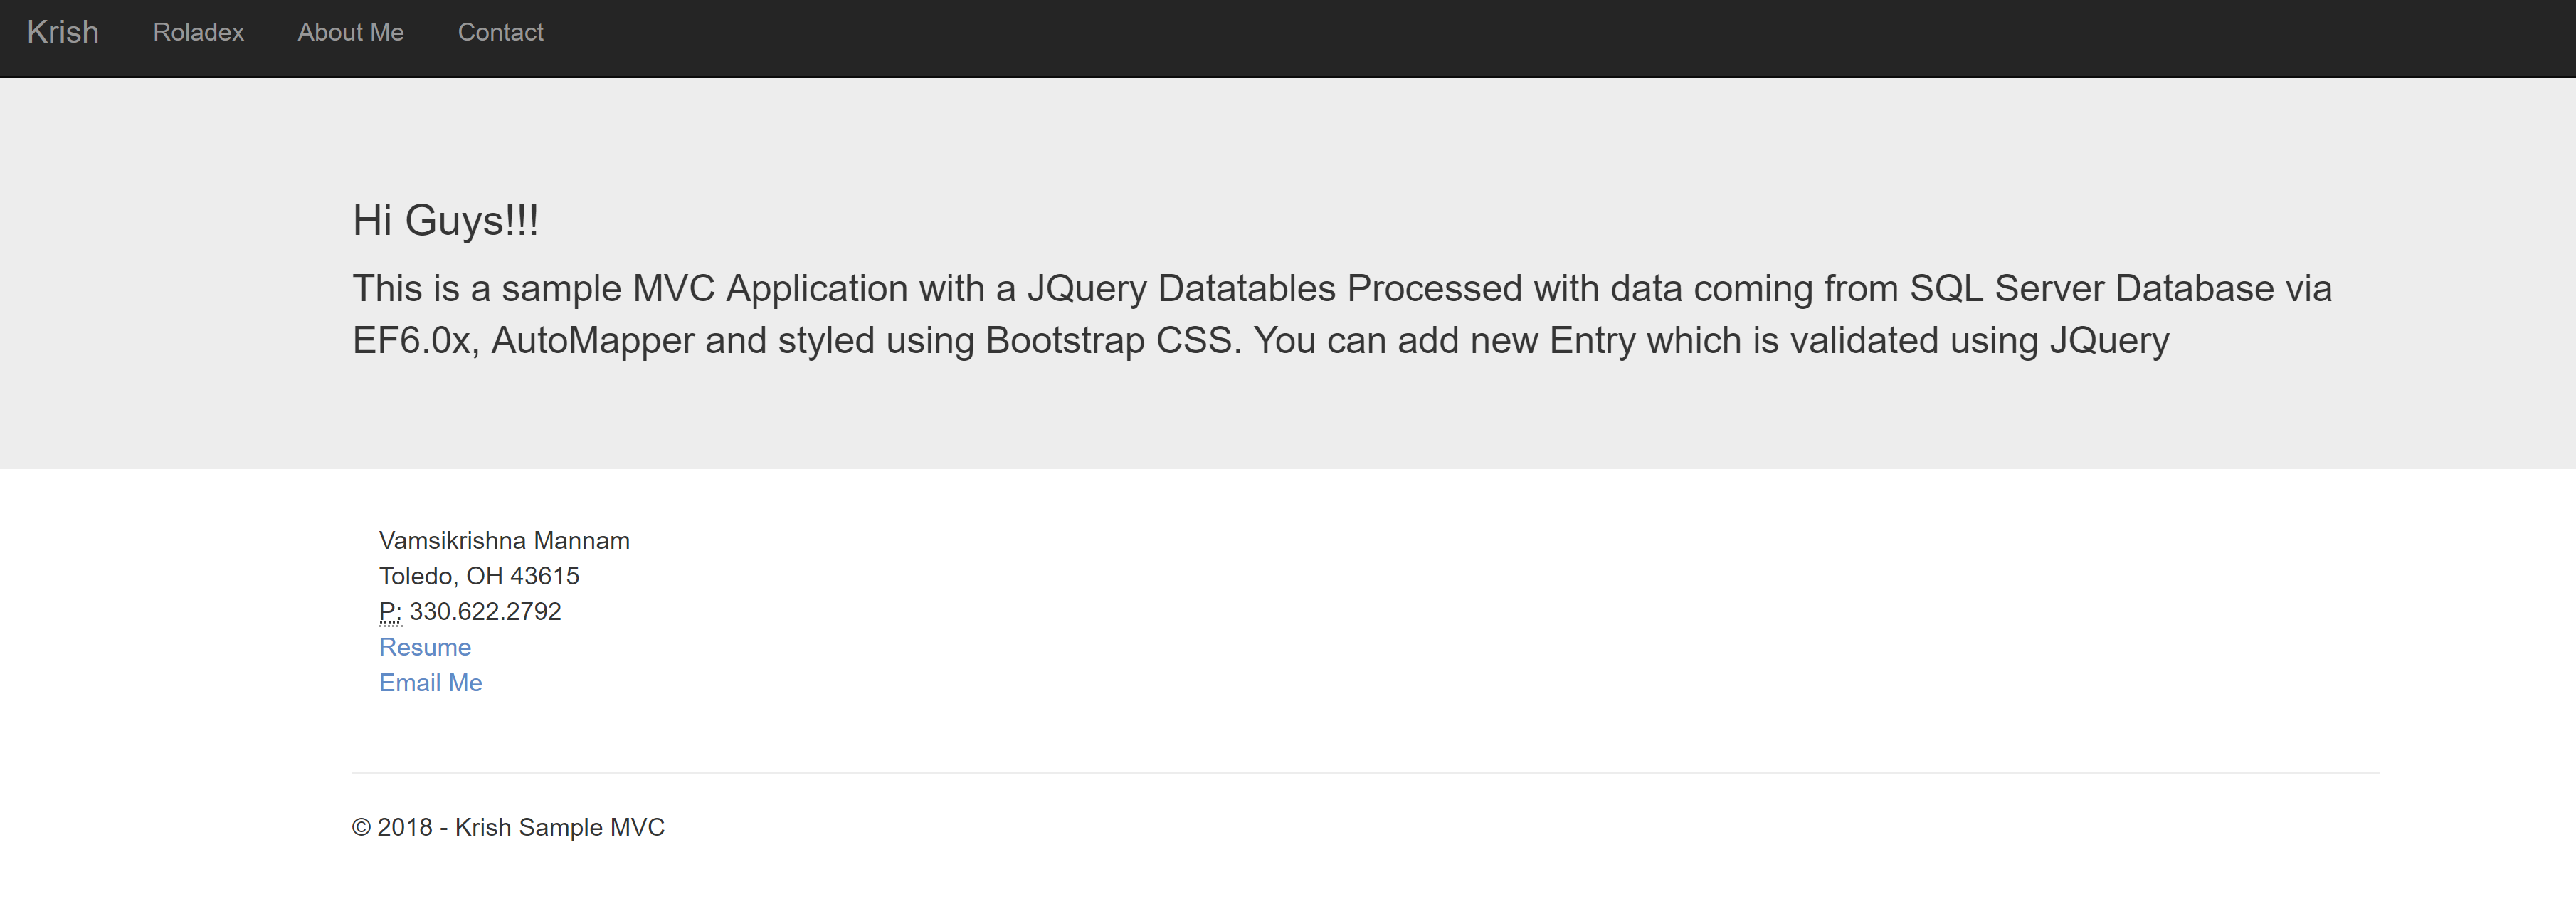 Krish Roladex About Me Contact
Hi Guys!!!
This is a sample MVC Application with a JQuery Datatables Processed with data coming from SQL Server Database via
EF6.0x, AutoMapper and styled using Bootstrap CSS. You can add new Entry which is validated using JQuery
Vamsikrishna Mannam
Toledo, OH 43615
P: 330.622.2792
Resume
Email Me
© 2018 - Krish Sample MVC